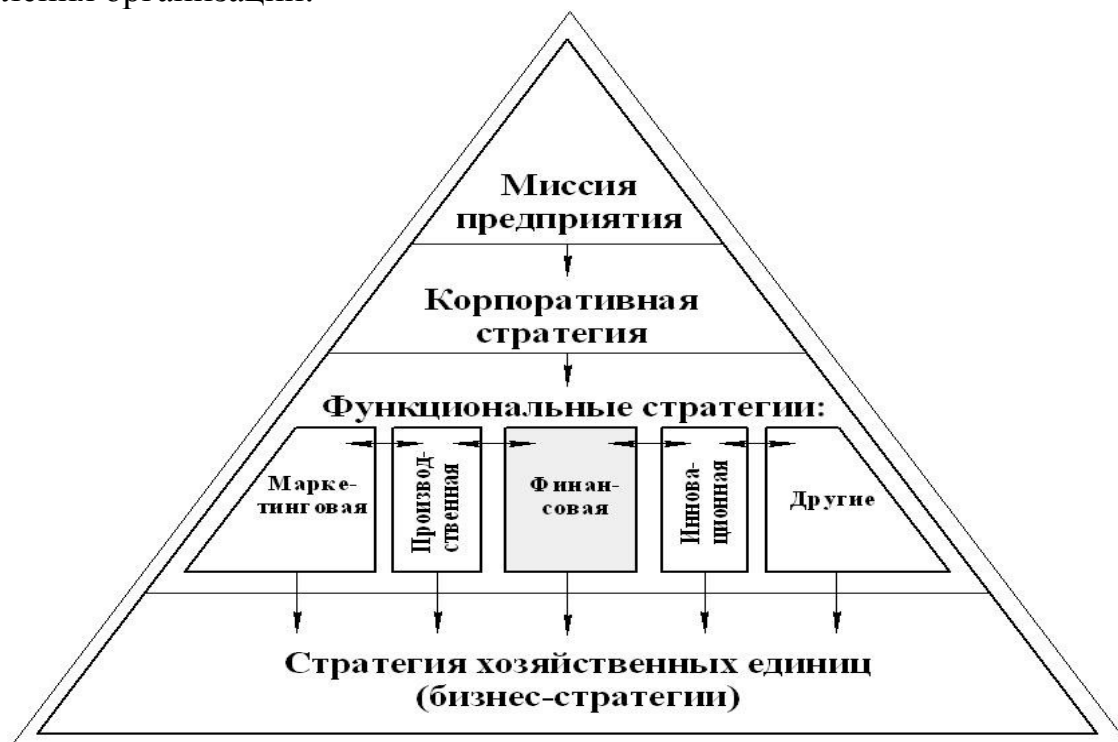 организации.
Миссия
предприятия
Корпоративная
стратегия
Функциональные стратегии:
Марке-
тинговая
Производ-
ственная
Финан-
совая
Иннова-
ционная
Другие
Стратегия хозяйственных единиц
(бизнес-стратегии)